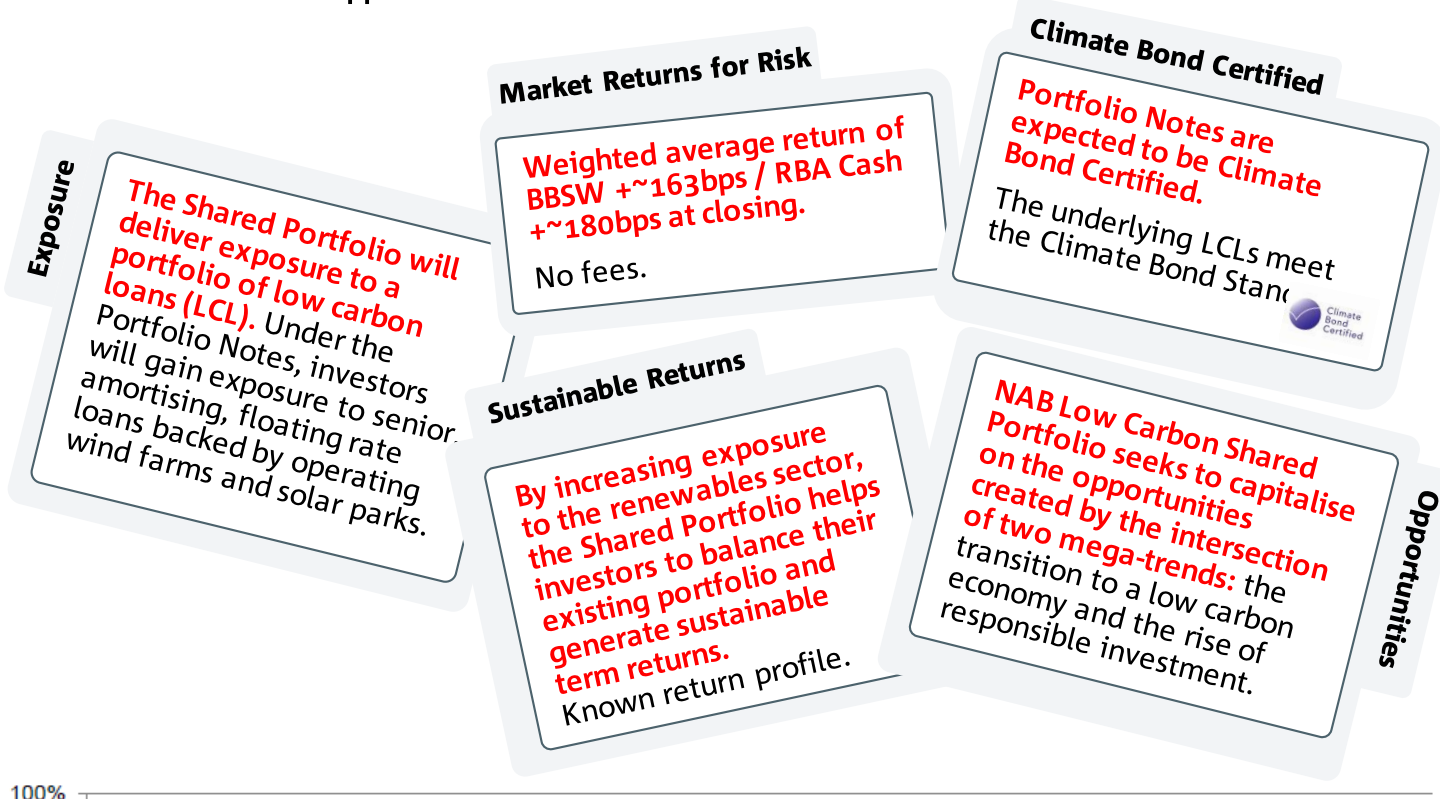 Exposure
The Shared Portfolio will
deliver exposure to a
portfolio of low carbon
loans (LCL). Under the
Portfolio Notes, investors
will gain exposure to senior,
amortising, floating rate
loans backed by operating
wind farms and solar parks.
Market Returns for Risk
Weighted average return of
BBSW +~163bps / RBA Cash
+~180bps at closing.
No fees.
Climate Bond Certified
Portfolio Notes are
expected to be Climate
Bond Certified.
The underlying LCLs meet
the Climate Bond
Climate
Bond
Certified
Sustainable Returns
By increasing exposure
to the renewables sector,
the Shared Portfolio helps
investors to balance their
existing portfolio and
generate sustainable
term returns.
Known return profile.
Opportunities
NAB Low Carbon Shared
Portfolio seeks to capitalise
on the opportunities
created by the intersection
of two mega-trends: the
transition to a low carbon
economy and the rise of
responsible investment.
100%